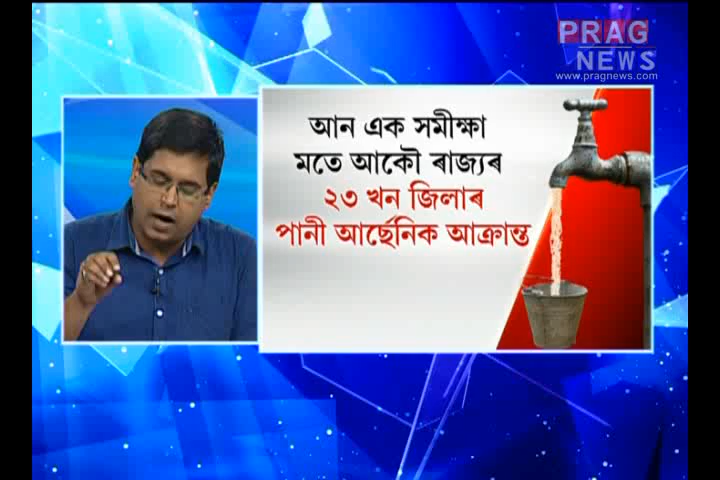 PRAG
NEWS
www.pragnews.com
আন এক সমীক্ষা
মতে আকৌ ৰাজ্যৰ
২৩ খন জিলাৰ
পানী আৰ্ছেনিক আক্ৰান্ত